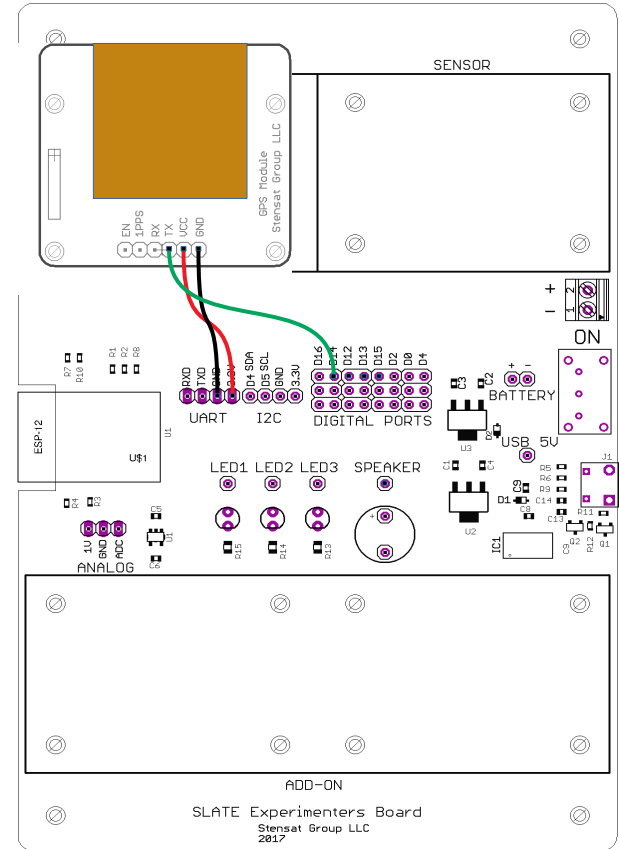 SENSOR
GPS Module
Stensat Group LLC
EN
1PPS
RX
TX
VCC
GND
+ 2
- 1
ON
R7
R10
R1
R2
R8
RXD
TXD
GND
3.3V
D4 SDA
D5 SCL
GND
3.3V
D16
D14
D12
D13
D15
D2
D0
D4
UART
I2C
DIGITAL PORTS
C3
C2
+ -
BATTERY
U3
D2
USB 5V
ESP-12
U$1
U1
LED1
LED2
LED3
SPEAKER
C1
C4
J1
R5
R6
R9
C14
C13
R11
R4
R3
C5
U1
C6
1V
GND
ADC
ANALOG
R15
R14
R13
+
U2
C9
D1
C8
IC1
C9
Q2
R12
Q1
ADD-ON
SLATE Experimenters Board
Stensat Group LLC
2017